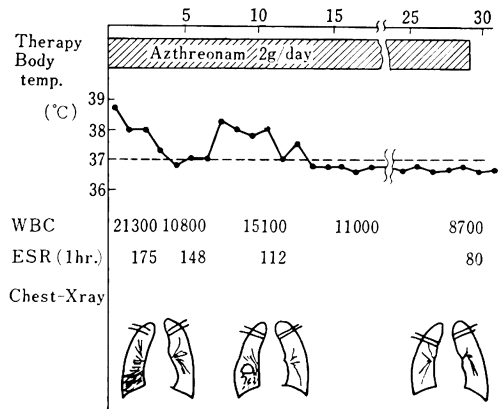 5 10 15 25 30
Therapy Azthreonam 2g/day
Body
temp.
(°C)
39
38
37
36
WBC 21300 10800 15100 11000 8700
ESR (1hr.) 175 148 112 80
Chest-Xray